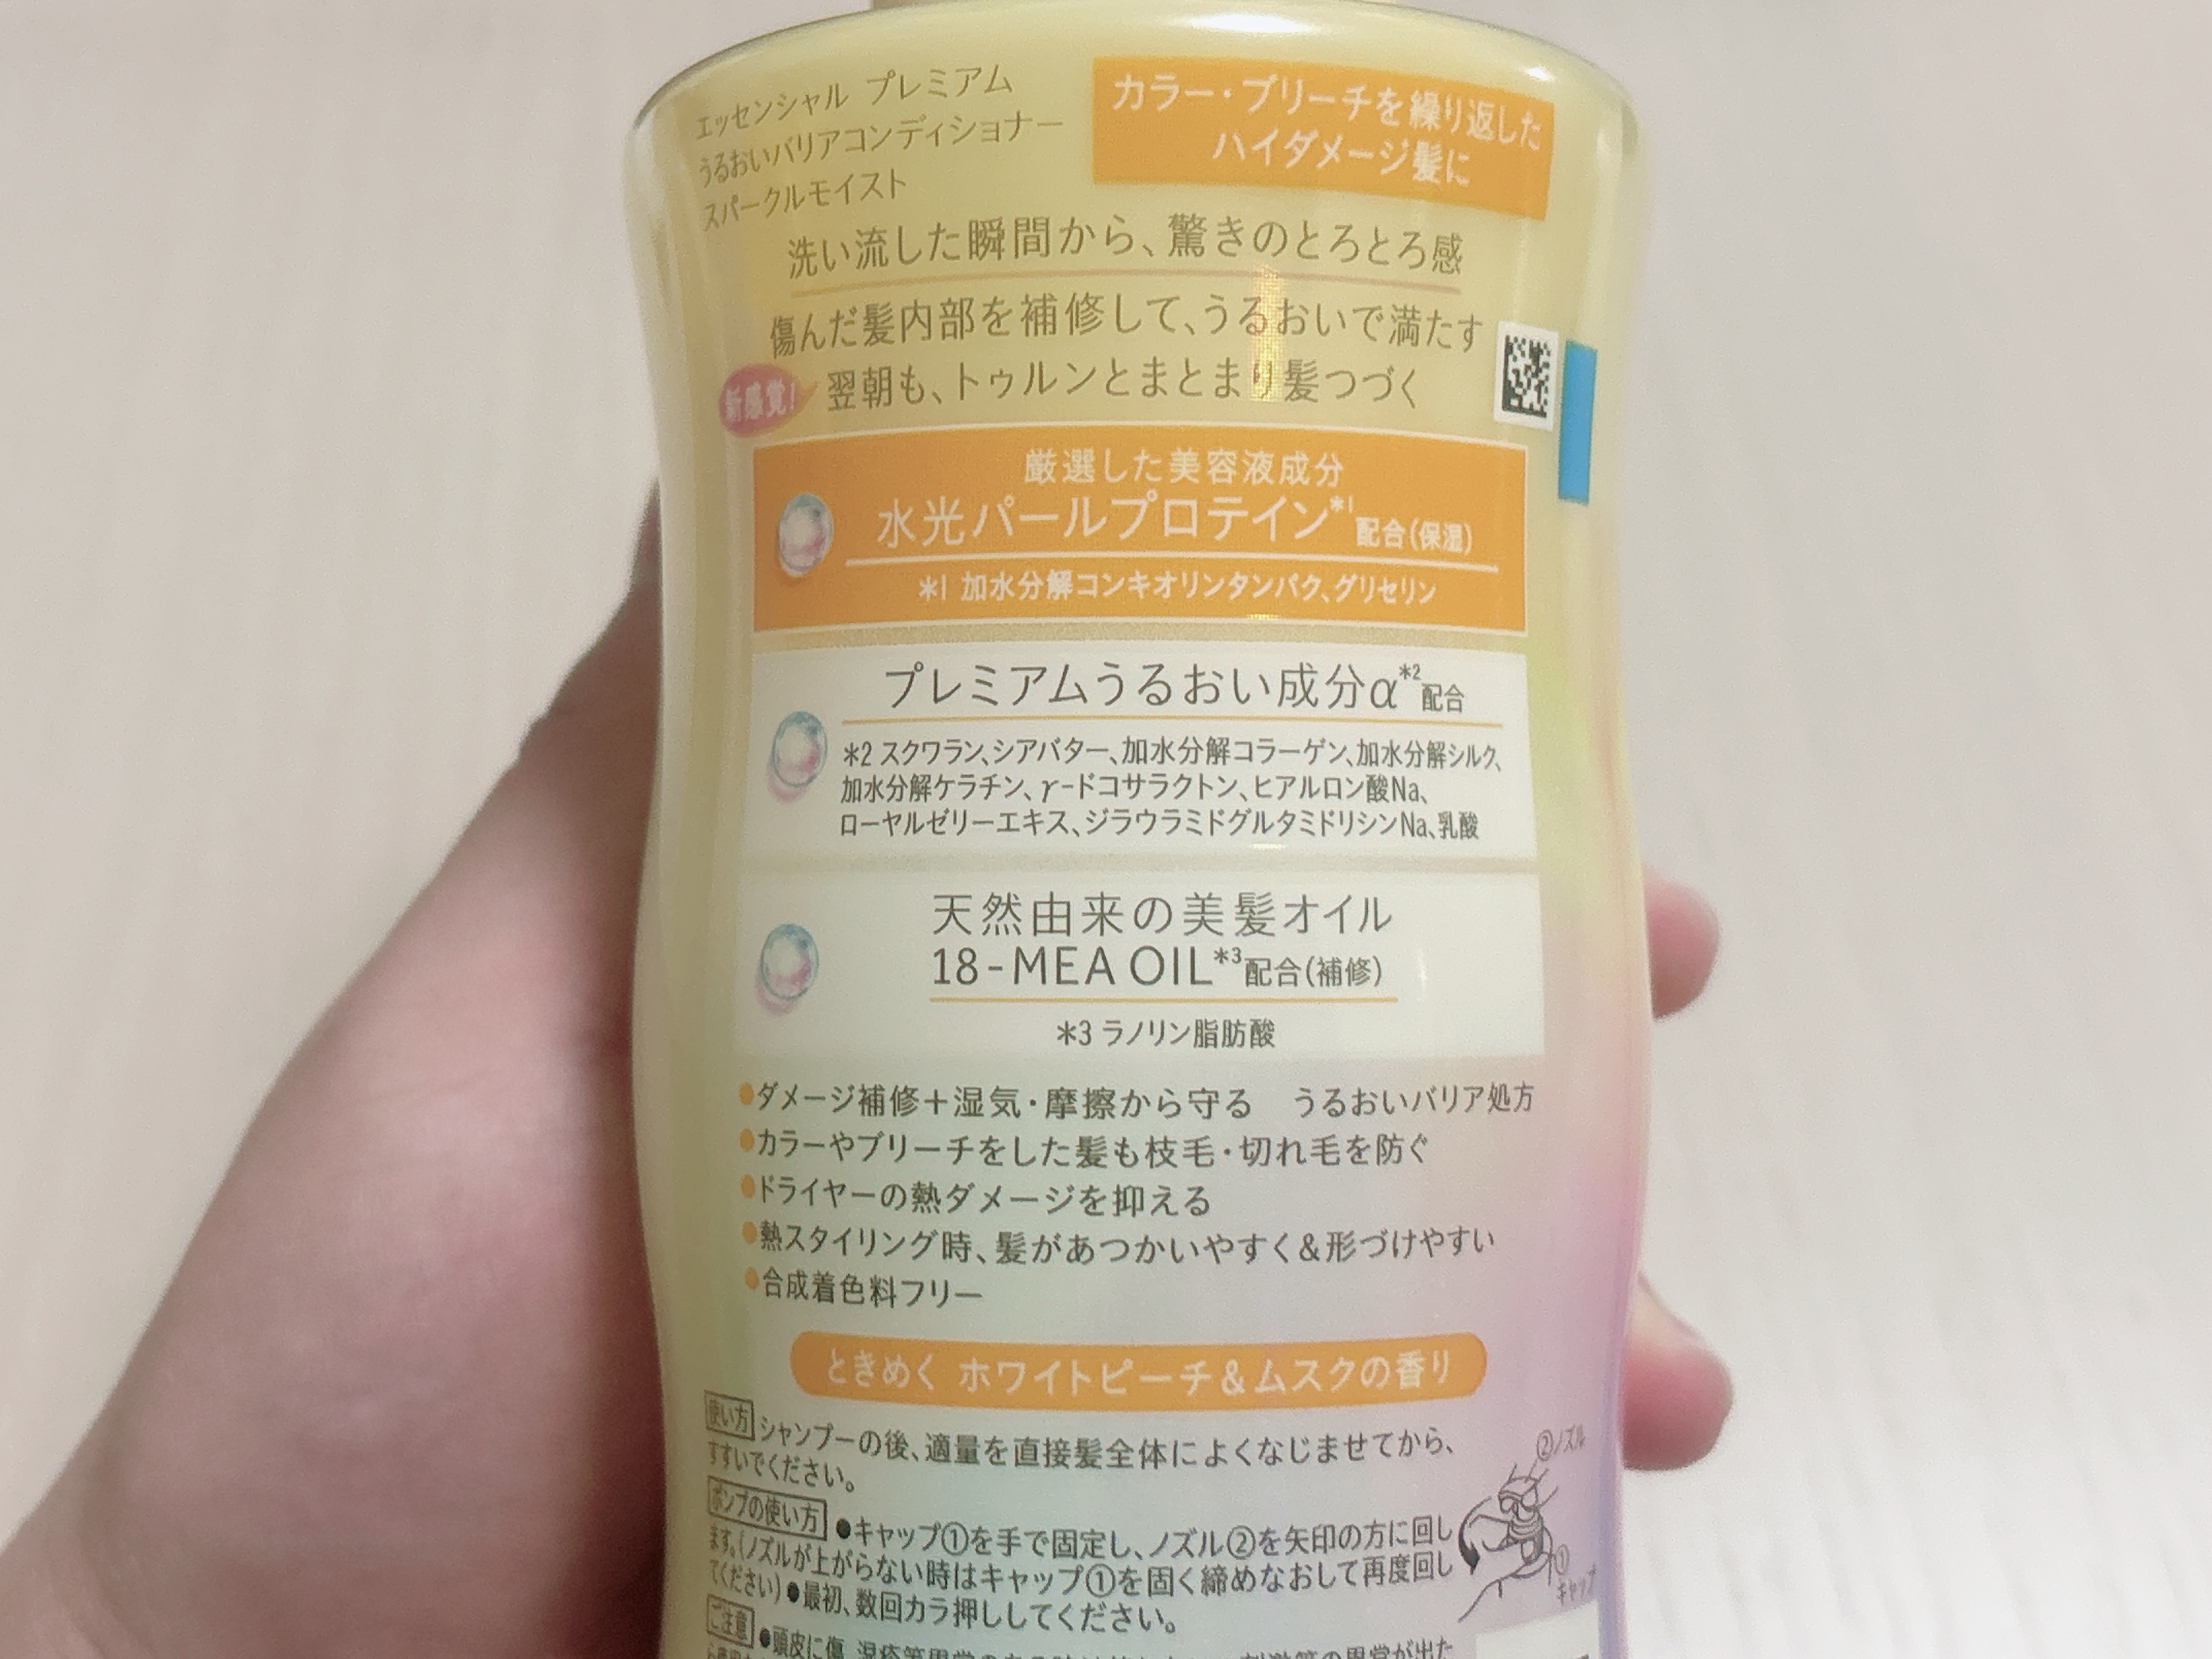 エッセンシャル プレミアム
うるおいバリアコンディショナー
スパークルモイスト
カラー・ブリーチを繰り返した
ハイダメージ髪に
洗い流した瞬間から、驚きのとろとろ感
傷んだ髪内部を補修して、うるおいで満たす
新感覚!
翌朝も、トゥルンとまとまり髪つづく
厳選した美容液成分
水光パールプロテイン*1配合(保湿)
*1 加水分解コンキオリンタンパク、グリセリン
プレミアムうるおい成分α*2配合
*2 スクワラン、シアバター、加水分解コラーゲン、加水分解シルク、
加水分解ケラチン、γ-ドコサラクトン、ヒアルロン酸Na、
ローヤルゼリーエキス、ジラウラミドグルタミドリシンNa、乳酸
天然由来の美髪オイル
18-MEA OIL*3配合(補修)
*3 ラノリン脂肪酸
●ダメージ補修+湿気・摩擦から守る うるおいバリア処方
●カラーやブリーチをした髪も枝毛・切れ毛を防ぐ
●ドライヤーの熱ダメージを抑える
●熱スタイリング時、髪があつかいやすく&形づけやすい
●合成着色料フリー
ときめく ホワイトピーチ&ムスクの香り
使い方 シャンプーの後、適量を直接髪全体によくなじませてから、
すすいでください。
ポンプの使い方 ●キャップ①を手で固定し、ノズル②を矢印の方に回し
ます。(ノズルが上がらない時はキャップ①を固く締めなおして再度回し
てください) ●最初、数回カラ押ししてください。
②ノズル
①
キャップ
ご注意 ●頭皮に傷、湿疹等異常のある時は
異常が出た